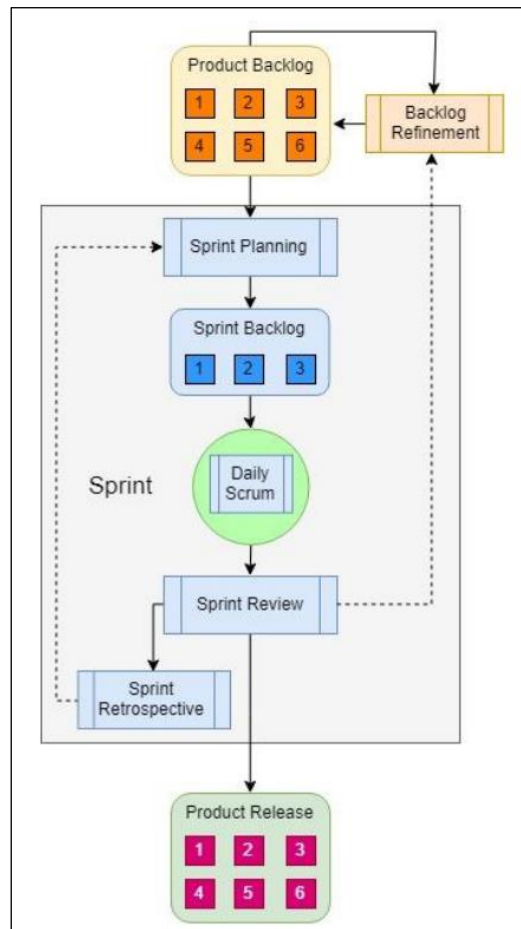 Product Backlog
1 2 3
4 5 6
Backlog
Refinement
Sprint Planning
Sprint Backlog
1 2 3
Sprint
Daily
Scrum
Sprint Review
Sprint
Retrospective
Product Release
1 2 3
4 5 6